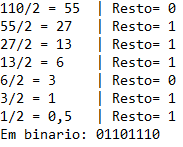 110/2 = 55 | Resto= 0
55/2 = 27 | Resto= 1
27/2 = 13 | Resto= 1
13/2 = 6 | Resto= 1
6/2 = 3 | Resto= 0
3/2 = 1 | Resto= 1
1/2 = 0,5 | Resto= 1
Em binario: 01101110